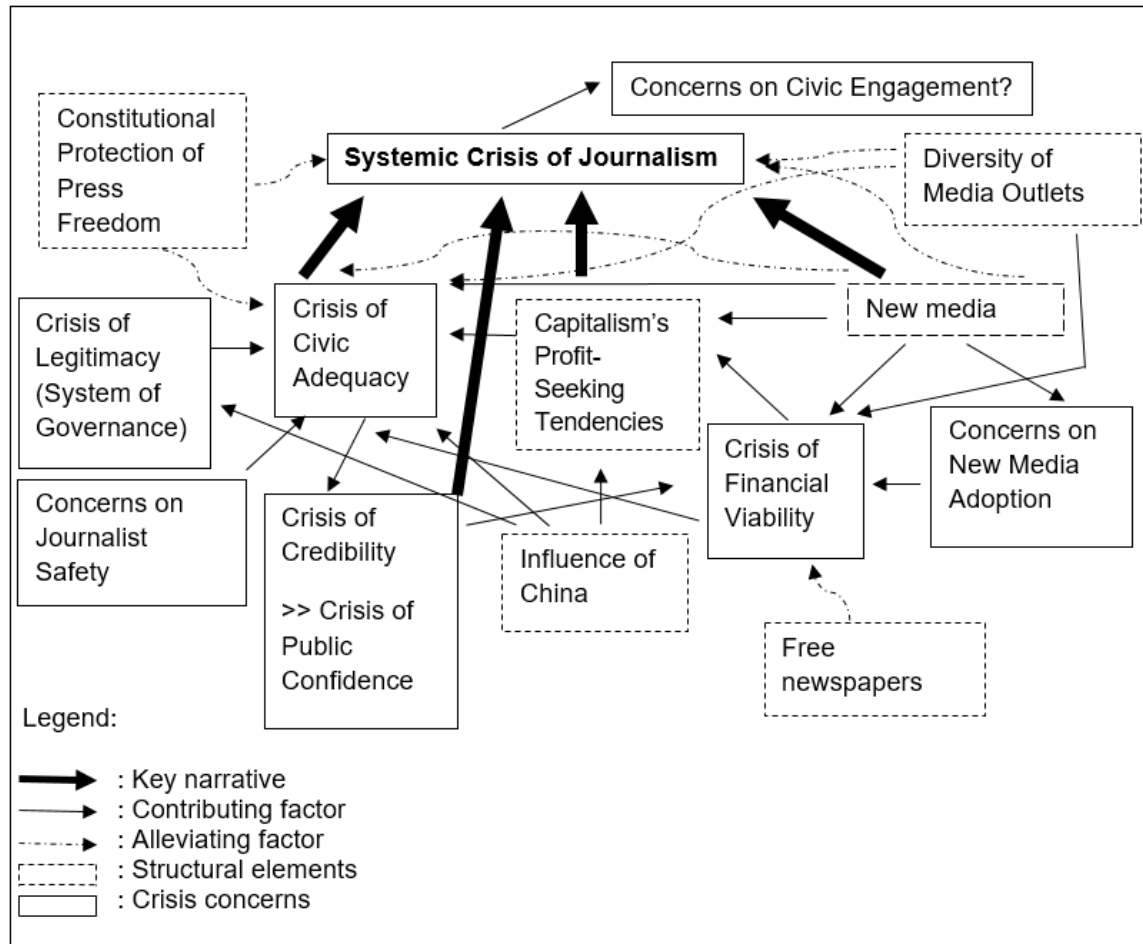 Concerns on Civic Engagement?
Constitutional
Protection of
Press
Freedom
Systemic Crisis of Journalism
Diversity of
Media Outlets
Crisis of
Legitimacy
(System of
Governance)
Crisis of
Civic
Adequacy
Capitalism’s
Profit-
Seeking
Tendencies
New media
Crisis of
Financial
Viability
Concerns on
New Media
Adoption
Concerns on
Journalist
Safety
Crisis of
Credibility
>> Crisis of
Public
Confidence
Influence of
China
Free
newspapers
Legend:
: Key narrative
: Contributing factor
: Alleviating factor
: Structural elements
: Crisis concerns